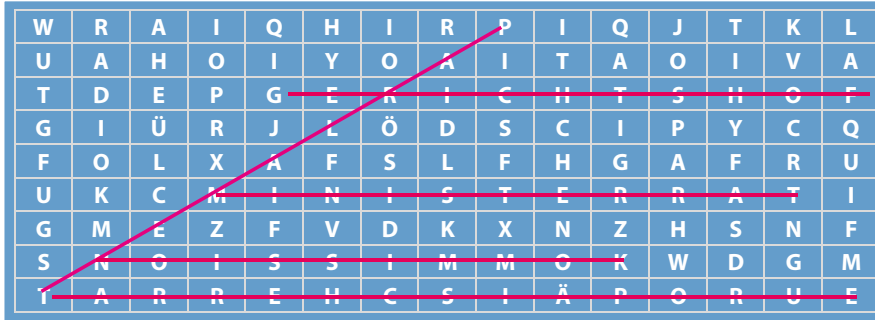 W R A I Q H I R P I Q J T K L
U A H O I Y O A I T A O I V A
T D E P G E R I C H T S H O F
G I Ü R J L Ö D S C I P Y C Q
F O L X A F S L F H G A F R U
U K C M I N I S T E R R A T I
G M E Z F V D K X N Z H S N F
S N O I S S I M M O K W D G M
T A R R E H C S I Ä P O R U E